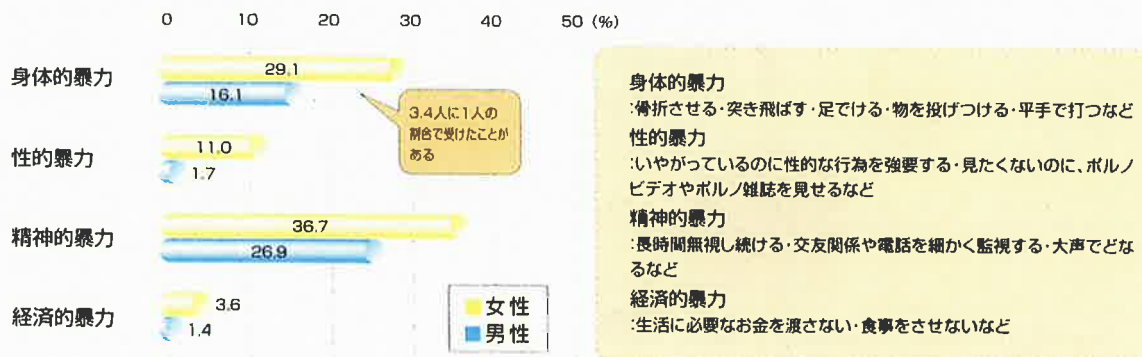 0 10 20 30 40 50 (%)
身体的暴力
29.1
16.1
3.4人に1人の
割合で受けたことが
ある
性的暴力
11.0
1.7
精神的暴力
36.7
26.9
経済的暴力
3.6
1.4
女性
男性
身体的暴力
:骨折させる・突き飛ばす・足でける・物を投げつける・平手で打つなど
性的暴力
:いやがっているのに性的な行為を強要する・見たくないのに、ポルノ
ビデオやポルノ雑誌を見せるなど
精神的暴力
:長時間無視し続ける・交友関係や電話を細かく監視する・大声でどな
るなど
経済的暴力
:生活に必要なお金を渡さない・食事をさせないなど